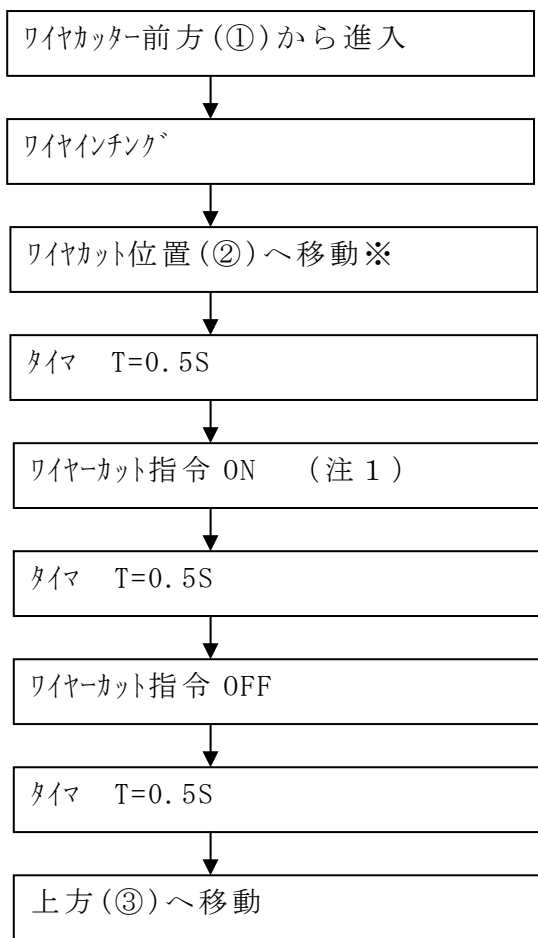 ﾜｲﾔｶｯﾀｰ前方(①)から進入
ﾜｲﾔｲﾝﾁﾝｸﾞ
ﾜｲﾔｶｯﾄ位置(②)へ移動※
ﾀｲﾏ　T=0.5S
ﾜｲﾔｰｶｯﾄ指令 ON　（注１）
ﾀｲﾏ　T=0.5S
ﾜｲﾔｰｶｯﾄ指令 OFF
ﾀｲﾏ　T=0.5S
上方(③)へ移動